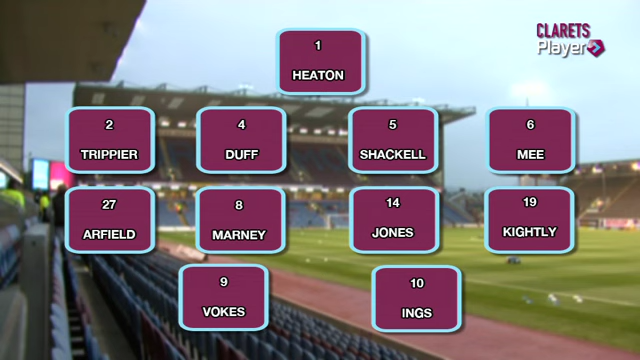 CLARETS
Player
1
HEATON
2
TRIPPIER
4
DUFF
5
SHACKELL
6
MEE
27
ARFIELD
8
MARNEY
14
JONES
19
KIGHTLY
9
VOKES
10
INGS